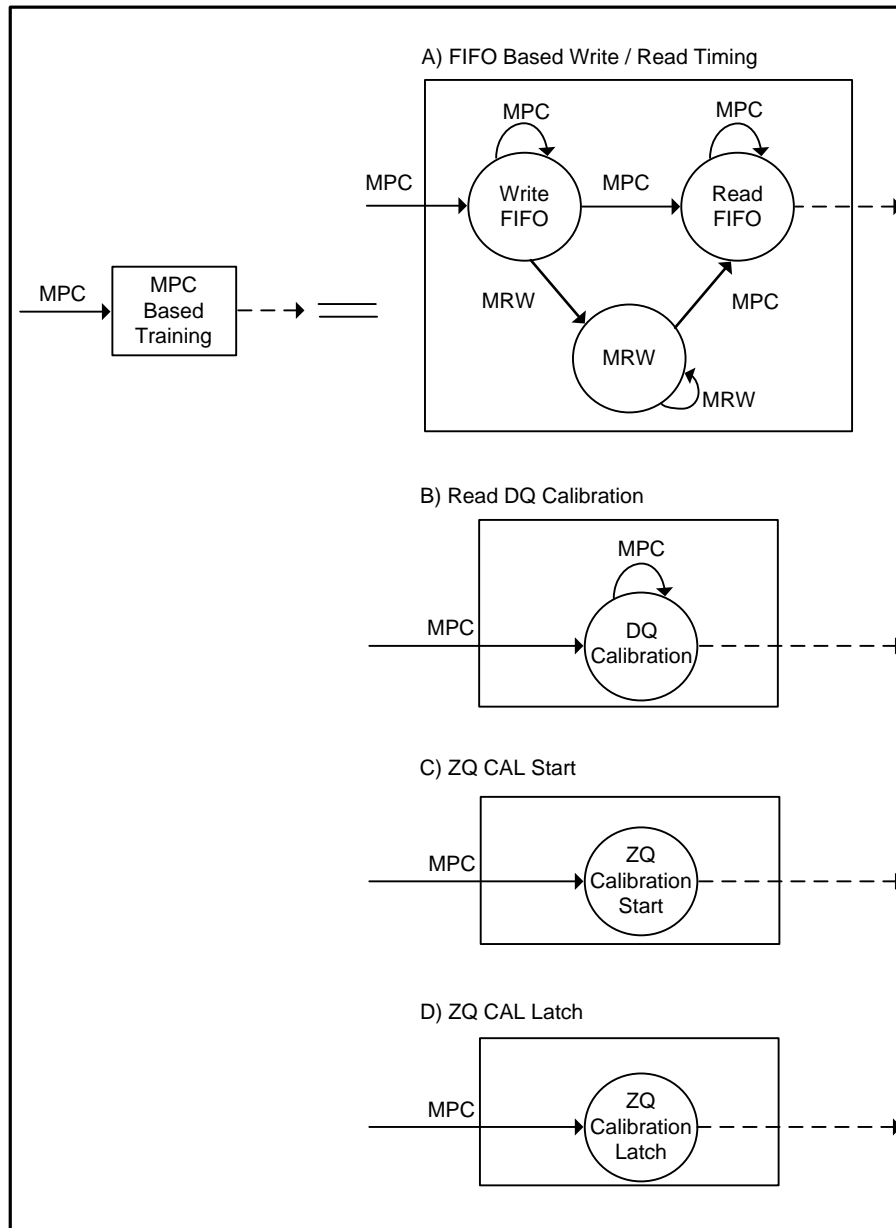 A) FIFO Based Write / Read Timing
MPC
MPC
MPC
Write
FIFO
MPC
Read
FIFO
MRW
MPC
MRW
MRW
MPC
MPC
Based
Training
B) Read DQ Calibration
MPC
MPC
DQ
Calibration
C) ZQ CAL Start
MPC
ZQ
Calibration
Start
D) ZQ CAL Latch
MPC
ZQ
Calibration
Latch